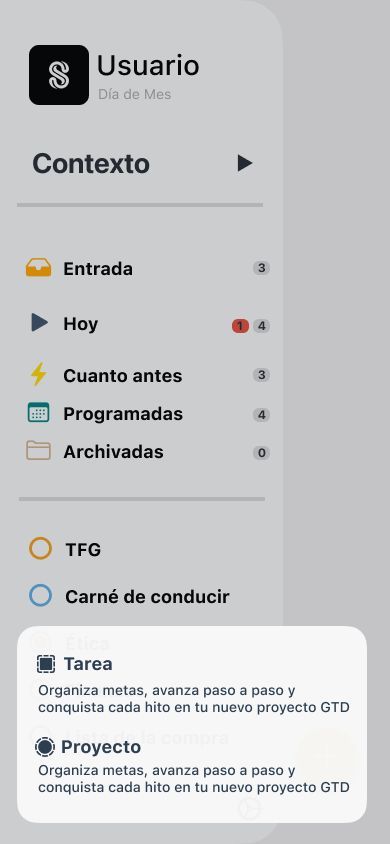 Usuario
Día de Mes
Contexto
Entrada 3
Hoy 1 4
Cuanto antes 3
Programadas 4
Archivadas 0
TFG
Carné de conducir
Ética
Tarea
Organiza metas, avanza paso a paso y
conquista cada hito en tu nuevo proyecto GTD
Lista de la compra
Proyecto
Organiza metas, avanza paso a paso y
conquista cada hito en tu nuevo proyecto GTD